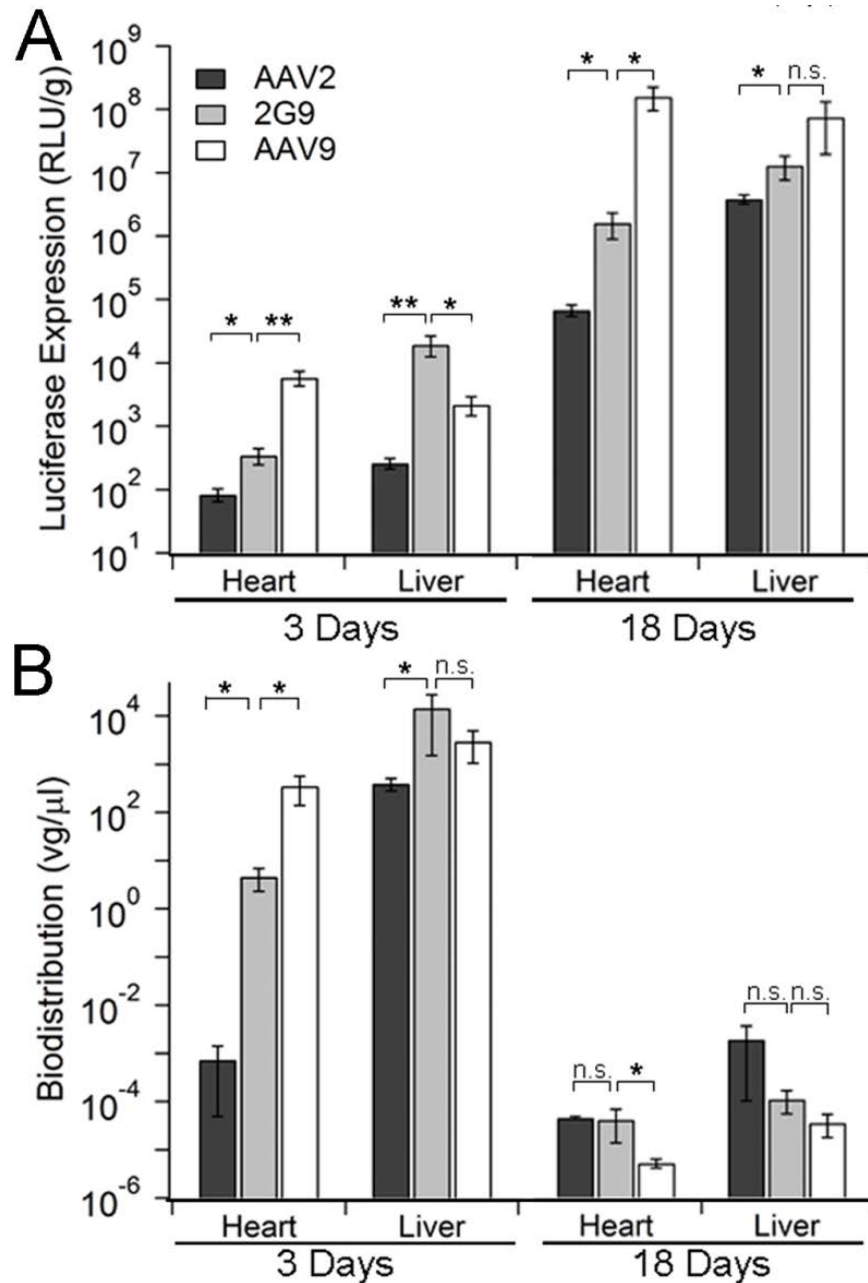 A
Luciferase Expression (RLU/g)
10^9
10^8
10^7
10^6
10^5
10^4
10^3
10^2
10^1
AAV2
2G9
AAV9
* **
** *
* *
* n.s.
Heart Liver Heart Liver
3 Days 18 Days
B
Biodistribution (vg/µl)
10^4
10^2
10^0
10^-2
10^-4
10^-6
* *
* n.s.
n.s. *
n.s. n.s.
Heart Liver Heart Liver
3 Days 18 Days